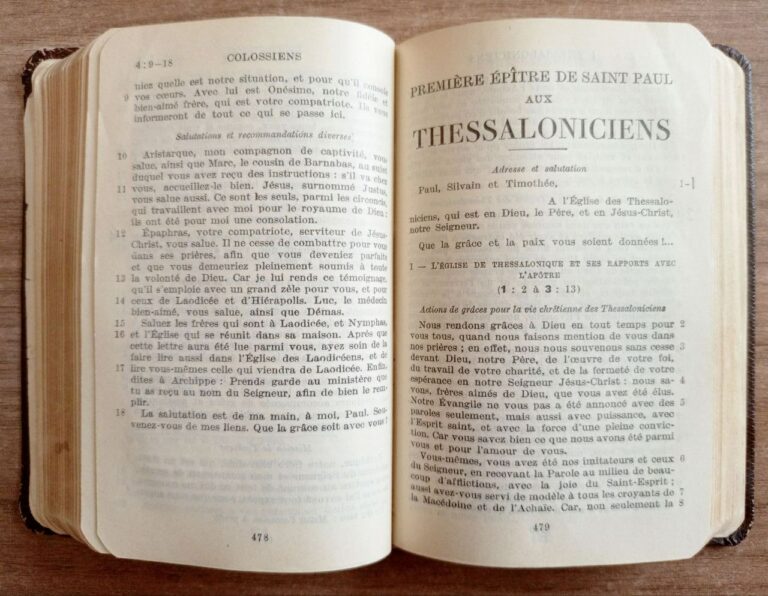 4 : 9–18 COLOSSIENS
niez quelle est notre situation, et pour qu'il console
9 vos cœurs. Avec lui est Onésime, notre fidèle et
bien-aimé frère, qui est votre compatriote. Ils vous
informeront de tout ce qui se passe ici.
Salutations et recommandations diverses
10 Aristarque, mon compagnon de captivité, vous
salue, ainsi que Marc, le cousin de Barnabas, au sujet
duquel vous avez reçu des instructions : s'il va chez
11 vous, accueillez-le bien. Jésus, surnommé Justus,
vous salue aussi. Ce sont les seuls, parmi les circoncis,
qui travaillent avec moi pour le royaume de Dieu :
ils ont été pour moi une consolation.
12 Épaphras, votre compatriote, serviteur de Jésus-
Christ, vous salue. Il ne cesse de combattre pour vous
dans ses prières, afin que vous deveniez parfaits
et que vous demeuriez pleinement soumis à toute
13 la volonté de Dieu. Car je lui rends ce témoignage,
qu'il s'emploie avec un grand zèle pour vous, et pour
14 ceux de Laodicée et d'Hiérapolis. Luc, le médecin
bien-aimé, vous salue, ainsi que Démas.
15 Saluez les frères qui sont à Laodicée, et Nymphas,
16 et l'Église qui se réunit dans sa maison. Après que
cette lettre aura été lue parmi vous, ayez soin de la
faire lire aussi dans l'Église des Laodicéens, et de
17 lire vous-mêmes celle qui viendra de Laodicée. Enfin,
dites à Archippe : Prends garde au ministère que
tu as reçu au nom du Seigneur, afin de bien le rem-
plir.
18 La salutation est de ma main, à moi, Paul. Sou-
venez-vous de mes liens. Que la grâce soit avec vous !
478
PREMIÈRE ÉPÎTRE DE SAINT PAUL
AUX
THESSALONICIENS
Adresse et salutation
Paul, Silvain et Timothée, 1-1
A l'Église des Thessalo-
niciens, qui est en Dieu, le Père, et en Jésus-Christ,
notre Seigneur.
Que la grâce et la paix vous soient données !...
I – L'ÉGLISE DE THESSALONIQUE ET SES RAPPORTS AVEC
L'APÔTRE
(1 : 2 à 3 : 13)
Actions de grâces pour la vie chrétienne des Thessaloniciens
Nous rendons grâces à Dieu en tout temps pour 2
vous tous, quand nous faisons mention de vous dans
nos prières ; en effet, nous nous souvenons sans cesse 3
devant Dieu, notre Père, de l'œuvre de votre foi,
du travail de votre charité, et de la fermeté de votre
espérance en notre Seigneur Jésus-Christ : nous sa- 4
vons, frères aimés de Dieu, que vous avez été élus.
Notre Évangile ne vous a pas été annoncé avec des 5
paroles seulement, mais aussi avec puissance, avec
l'Esprit saint, et avec la force d'une pleine convic-
tion. Car vous savez bien ce que nous avons été parmi
vous et pour l'amour de vous.
Vous-mêmes, vous avez été nos imitateurs et ceux 6
du Seigneur, en recevant la Parole au milieu de beau-
coup d'afflictions, avec la joie du Saint-Esprit ;
aussi avez-vous servi de modèle à tous les croyants de 7
la Macédoine et de l'Achaïe. Car, non seulement la 8
479